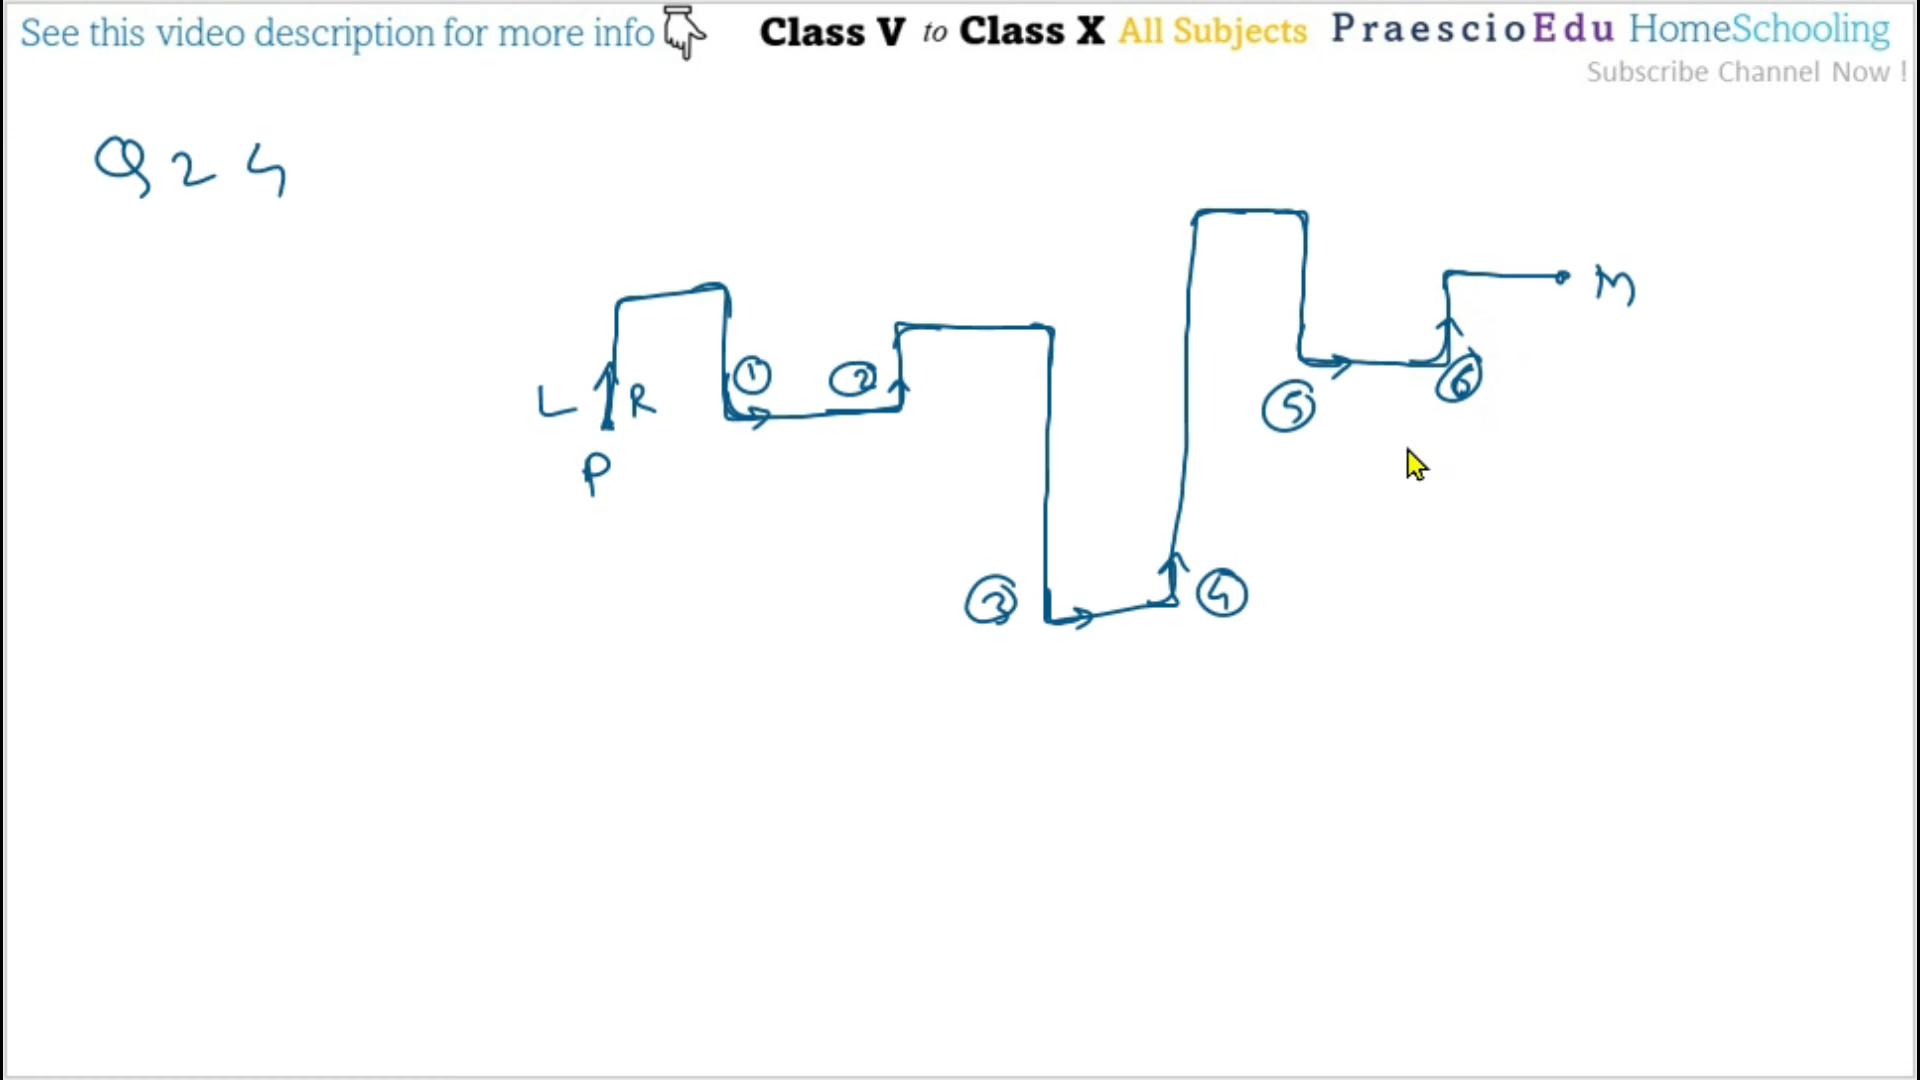 See this video description for more info Class V to Class X All Subjects PraescioEdu HomeSchooling
Subscribe Channel Now !
Q 24
M
1 2
L R
5 6
P
3 4